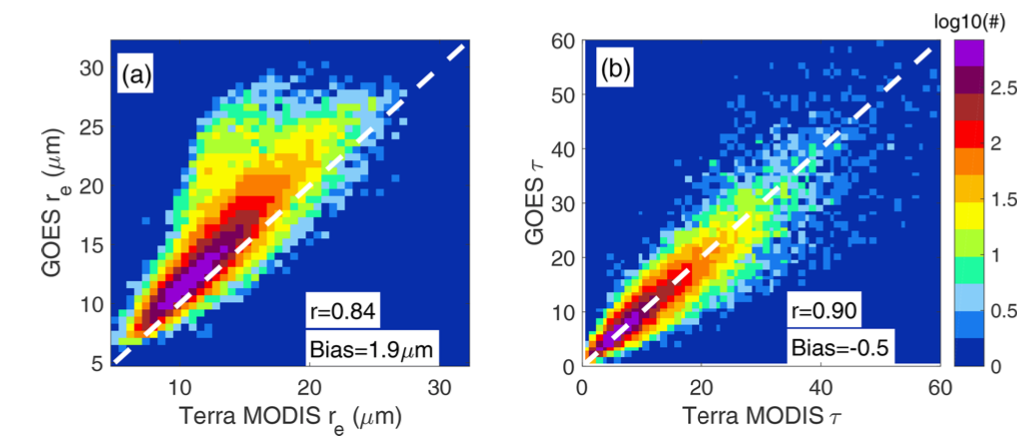 log10(#)
(a)
30
25
20
15
10
5
GOES r_e (μm)
r=0.84
Bias=1.9μm
10
20
30
Terra MODIS r_e (μm)
(b)
60
50
40
30
20
10
0
GOES τ
r=0.90
Bias=-0.5
0
20
40
60
Terra MODIS τ
2.5
2
1.5
1
0.5
0